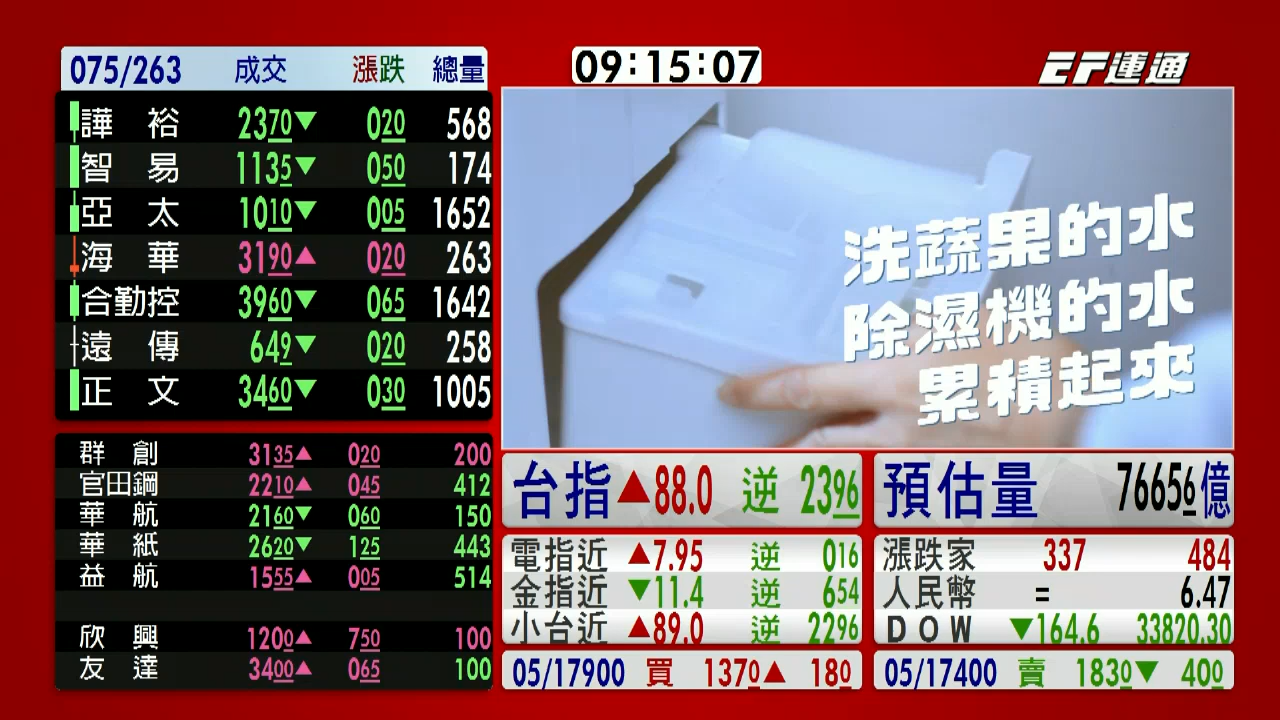 075/263 成交 漲跌 總量
09:15:07
EF運通
譁裕 2370▼ 020 568
智易 1135▼ 050 174
亞太 1010▼ 005 1652
海華 3190▲ 020 263
合勤控 3960▼ 065 1642
遠傳 649▼ 020 258
正文 3460▼ 030 1005
群創 3135▲ 020 200
官田鋼 2210▲ 045 412
華航 2160▼ 060 150
華紙 2620▼ 125 443
益航 1555▲ 005 514
欣興 1200▲ 750 100
友達 3400▲ 065 100
洗蔬果的水
除濕機的水
累積起來
台指▲88.0 逆 2396
電指近▲7.95 逆 016
金指近▼11.4 逆 654
小台近▲89.0 逆 2296
05/17900 買 1370▲ 180
預估量 76656億
漲跌家 337 484
人民幣 = 6.47
DOW ▼164.6 33820.30
05/17400 賣 1830▼ 400